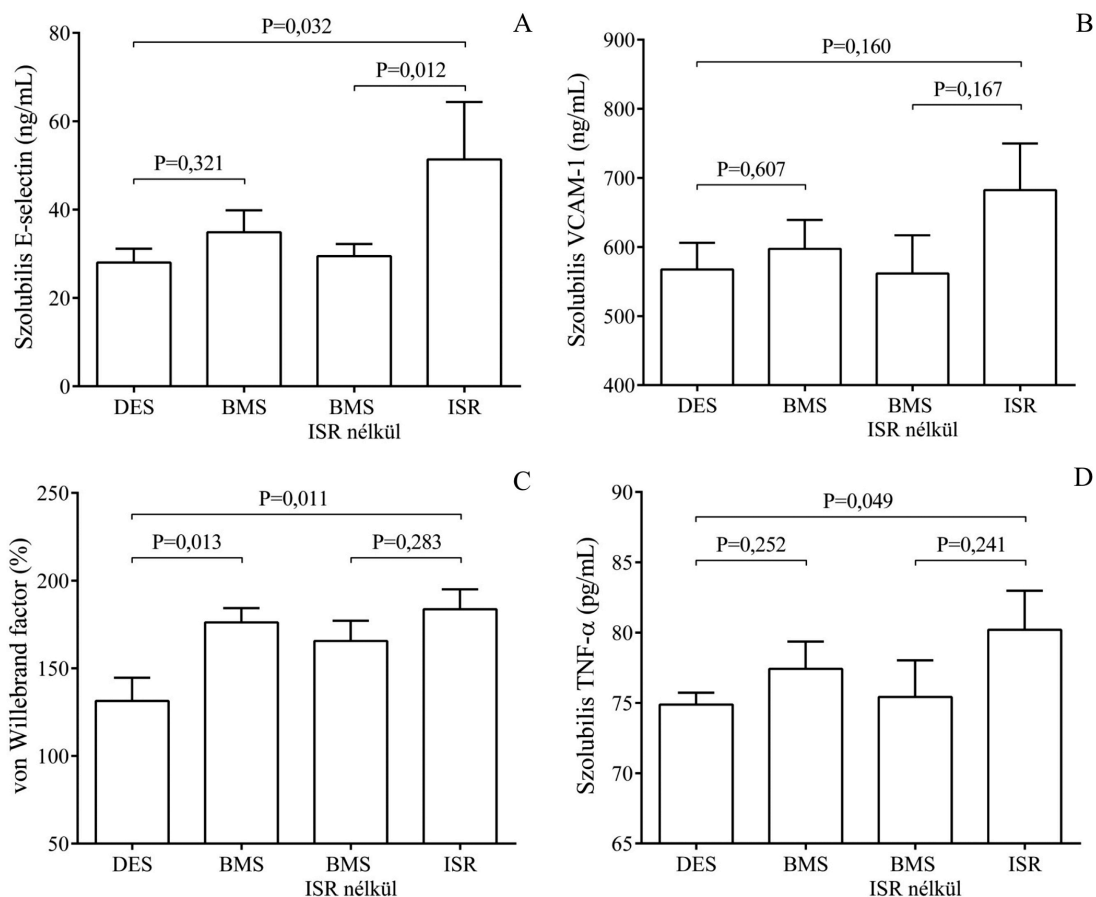 A
Szolubilis E-selectin (ng/mL)
80
60
40
20
0
P=0,032
P=0,012
P=0,321
DES
BMS
BMS
ISR nélkül
ISR
B
Szolubilis VCAM-1 (ng/mL)
900
800
700
600
500
400
P=0,160
P=0,167
P=0,607
DES
BMS
BMS
ISR nélkül
ISR
C
von Willebrand factor (%)
250
200
150
100
50
P=0,011
P=0,013
P=0,283
DES
BMS
BMS
ISR nélkül
ISR
D
Szolubilis TNF-α (pg/mL)
90
85
80
75
75
65
P=0,049
P=0,252
P=0,241
DES
BMS
BMS
ISR nélkül
ISR